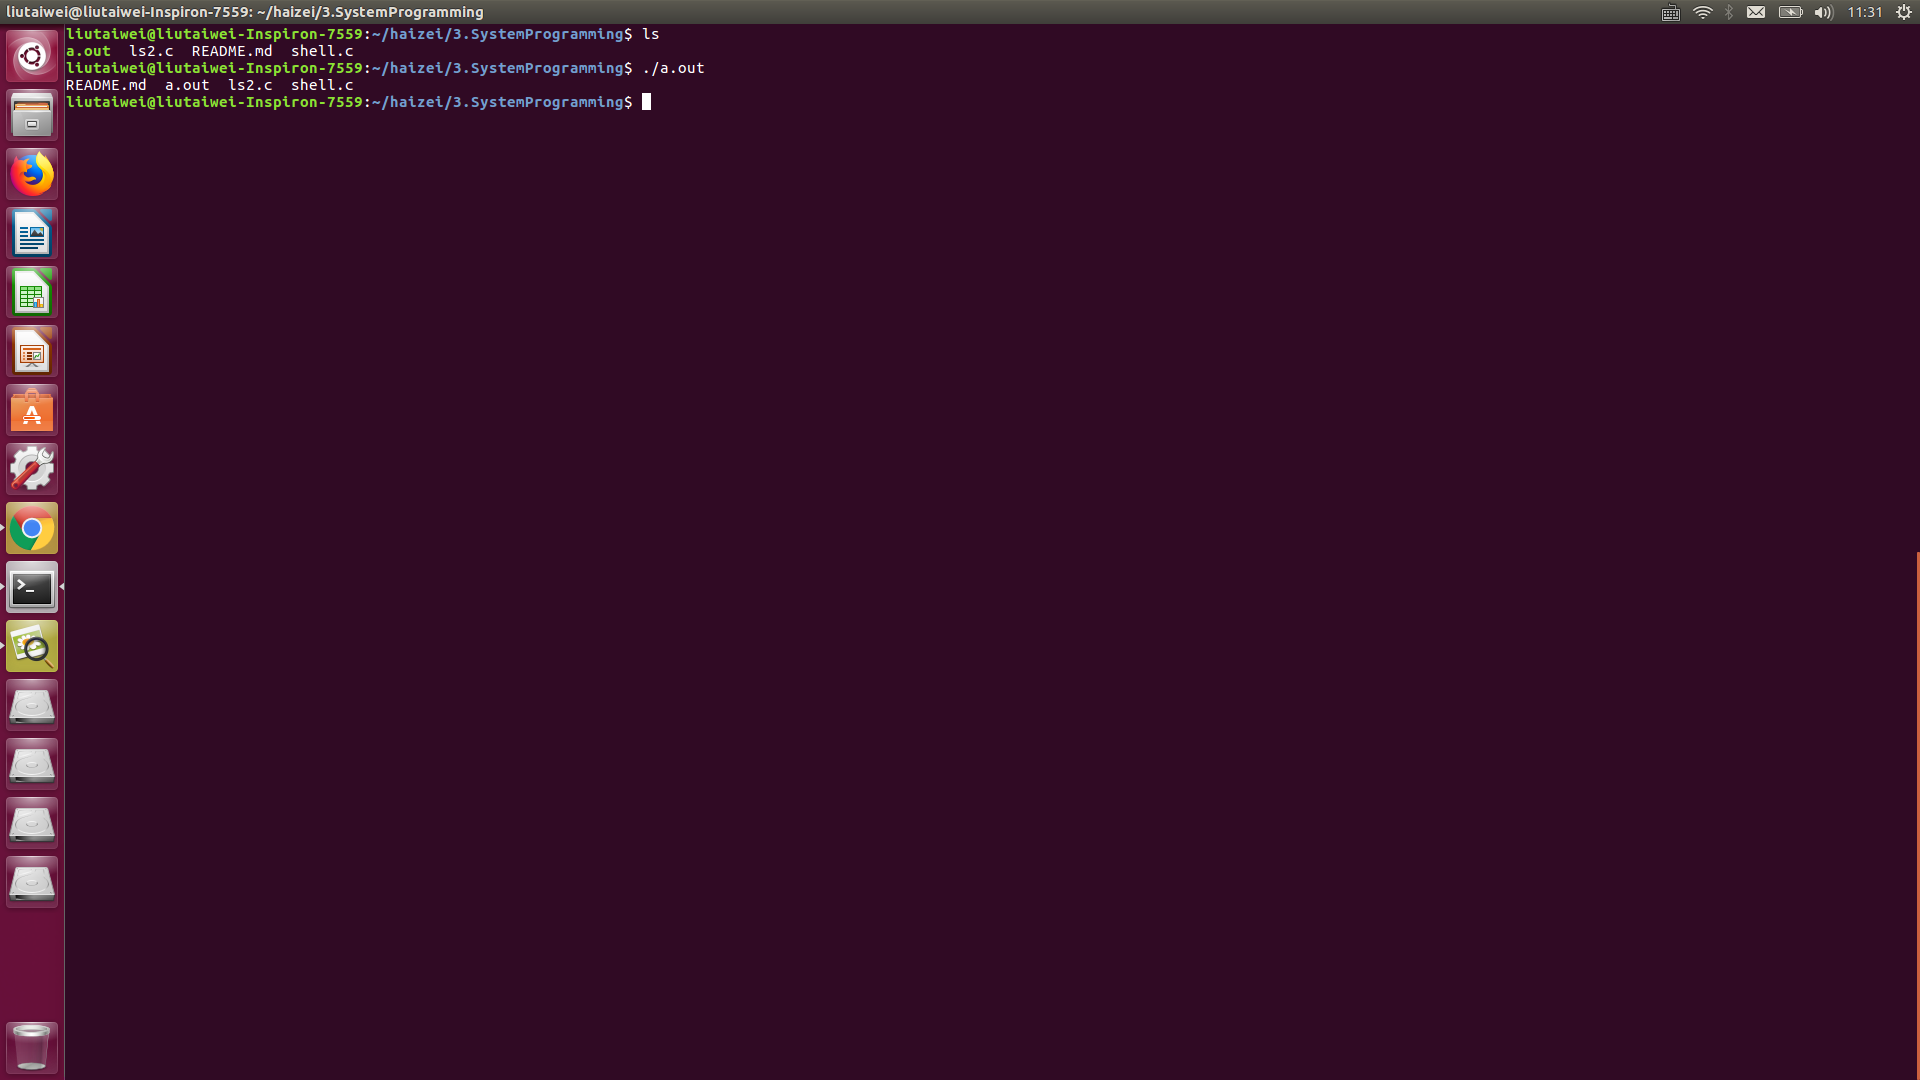 liutaiwei@liutaiwei-Inspiron-7559: ~/haizei/3.SystemProgramming
11:31
liutaiwei@liutaiwei-Inspiron-7559:~/haizei/3.SystemProgramming$ ls
a.out  ls2.c  README.md  shell.c
liutaiwei@liutaiwei-Inspiron-7559:~/haizei/3.SystemProgramming$ ./a.out
README.md  a.out  ls2.c  shell.c
liutaiwei@liutaiwei-Inspiron-7559:~/haizei/3.SystemProgramming$